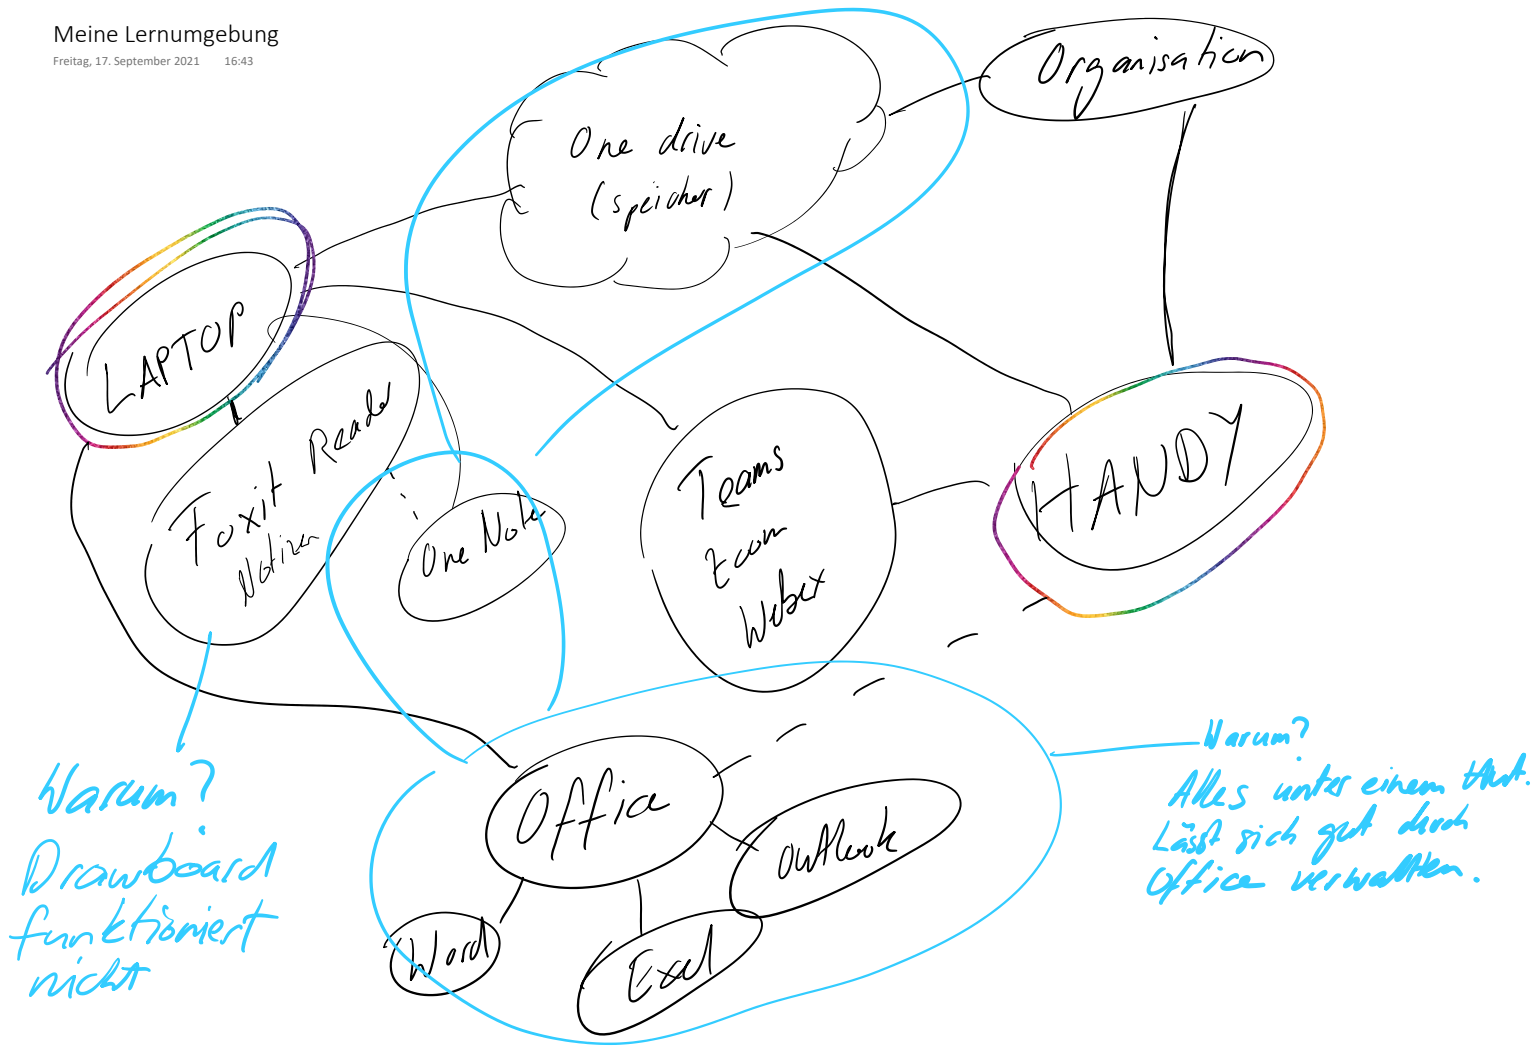 Meine Lernumgebung
Freitag, 17. September 2021 16:43
Organisation
One drive
(speicher)
LAPTOP
Foxit Reader
Notizen
One Note
Teams
Zoom
Webex
HANDY
Office
Outlook
Word
Exel
Warum?
Drawboard
funktioniert
nicht
Warum?
Alles unter einem Hut.
Lässt sich gut durch
Office verwalten.